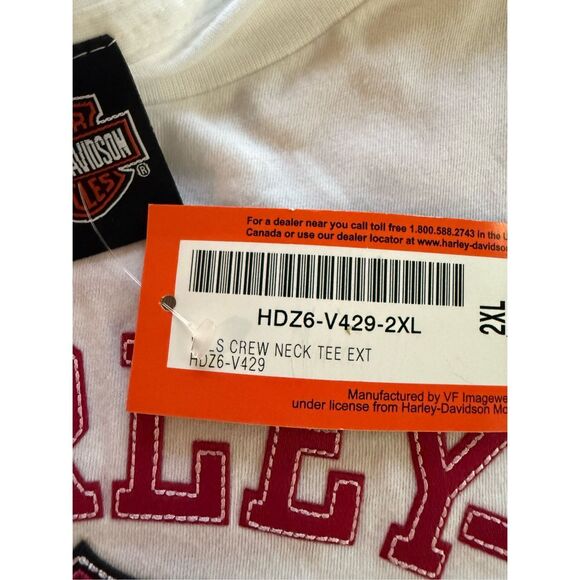 DAVIDSON
®
For a dealer near you call toll free 1.800.588.2743 in the
Canada or use our dealer locator at www.harley-davidson
HDZ6-V429-2XL
2XL
S CREW NECK TEE EXT
HDZ6-V429
Manufactured by VF Imagewe
under license from Harley-Davidson Mo
RLEY-